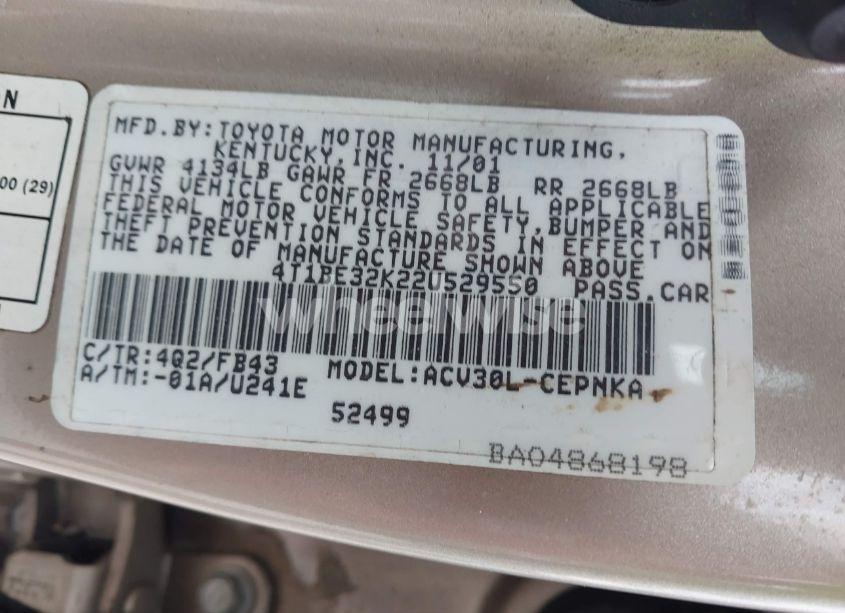 N
00 (29)
MFD.BY:TOYOTA MOTOR MANUFACTURING,
KENTUCKY,INC. 11/01
GVWR 4134LB GAWR FR 2668LB RR 2668LB
THIS VEHICLE CONFORMS TO ALL APPLICABLE
FEDERAL MOTOR VEHICLE SAFETY,BUMPER AND
THEFT PREVENTION STANDARDS IN EFFECT ON
THE DATE OF MANUFACTURE SHOWN ABOVE
4T1BE32K22U529550 PASS.CAR
wheelwise
C/TR:4Q2/FB43 MODEL:ACV30L-CEPNKA
A/TM:-01A/U241E
52499
BA04868198